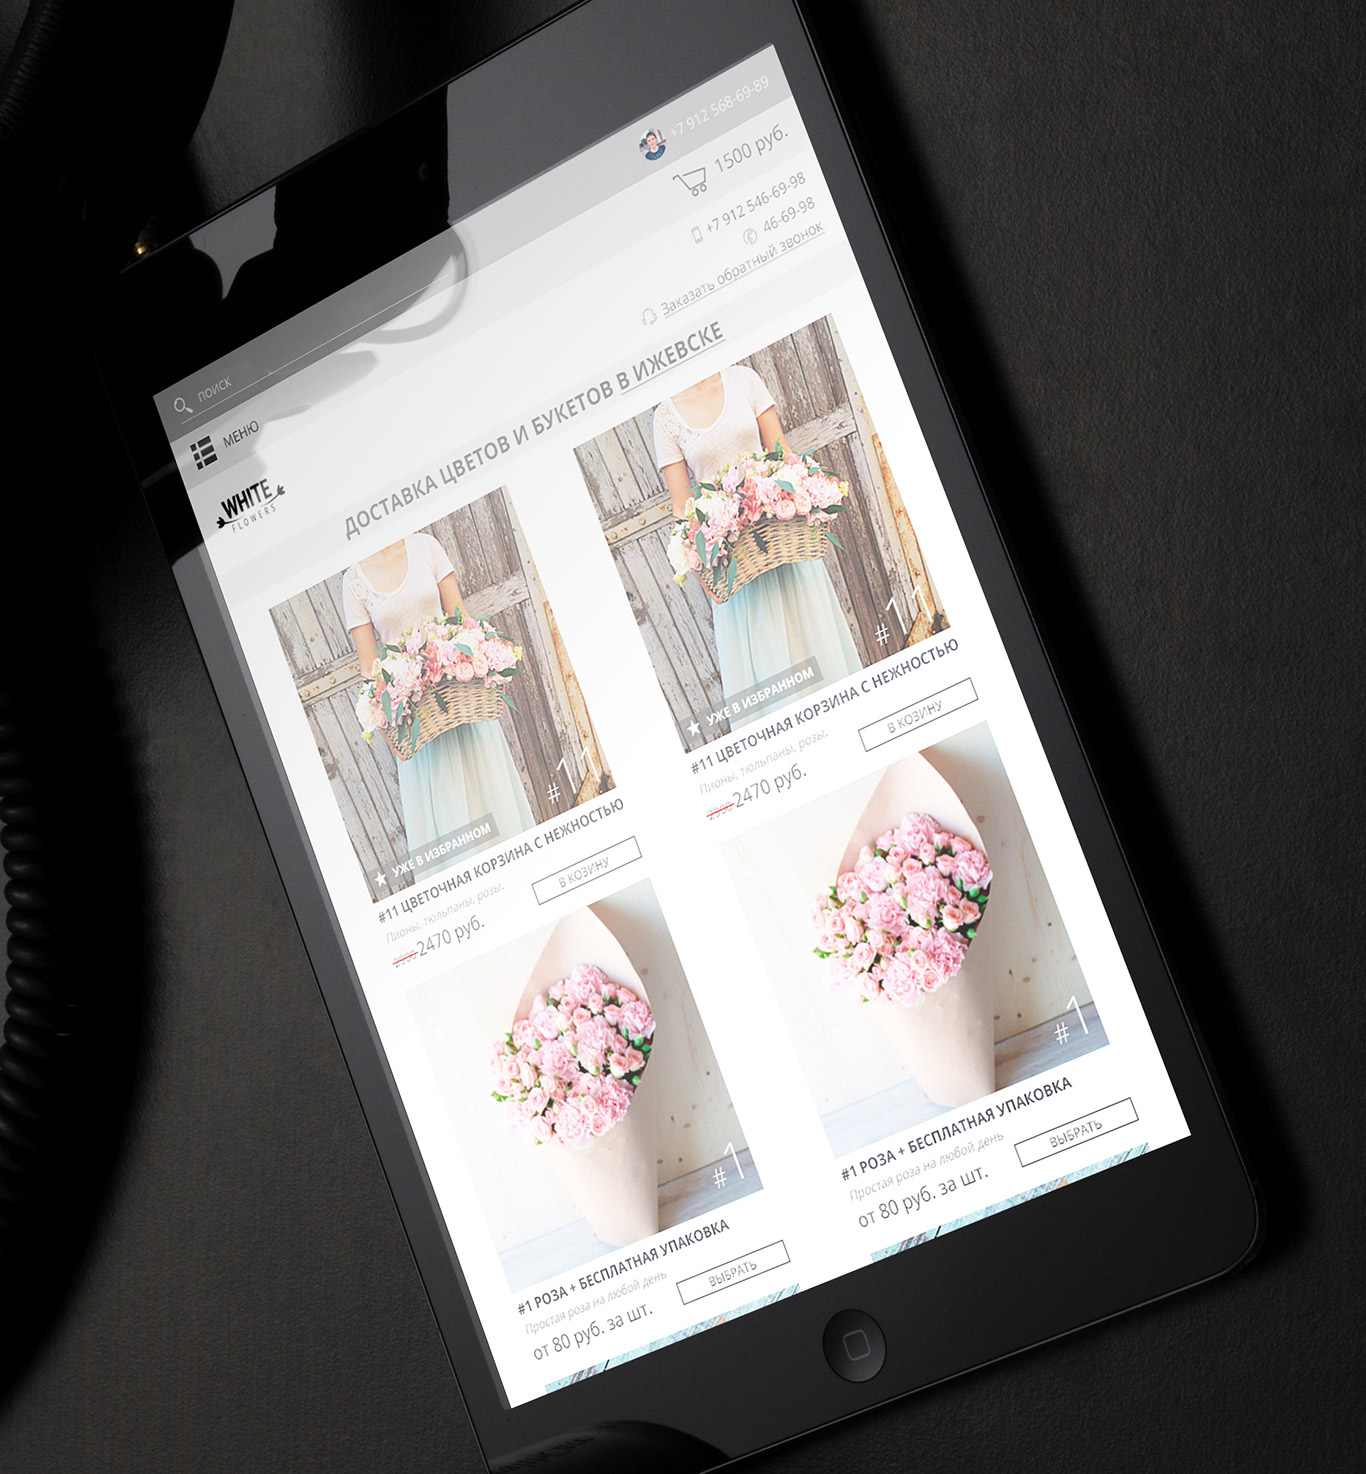 ПОИСК
+7 912 568-69-89
МЕНЮ
1500 руб.
WHITE
FLOWERS
+7 912 546-69-98
46-69-98
Заказать обратный звонок
ДОСТАВКА ЦВЕТОВ И БУКЕТОВ В ИЖЕВСКЕ
#11
УЖЕ В ИЗБРАННОМ
#11 ЦВЕТОЧНАЯ КОРЗИНА С НЕЖНОСТЬЮ
Пионы, тюльпаны, розы.
2470 руб.
В КОЗИНУ
#11
УЖЕ В ИЗБРАННОМ
#11 ЦВЕТОЧНАЯ КОРЗИНА С НЕЖНОСТЬЮ
Пионы, тюльпаны, розы.
2470 руб.
В КОЗИНУ
#1
#1 РОЗА + БЕСПЛАТНАЯ УПАКОВКА
Простая роза на любой день
от 80 руб. за шт.
ВЫБРАТЬ
#1
#1 РОЗА + БЕСПЛАТНАЯ УПАКОВКА
Простая роза на любой день
от 80 руб. за шт.
ВЫБРАТЬ